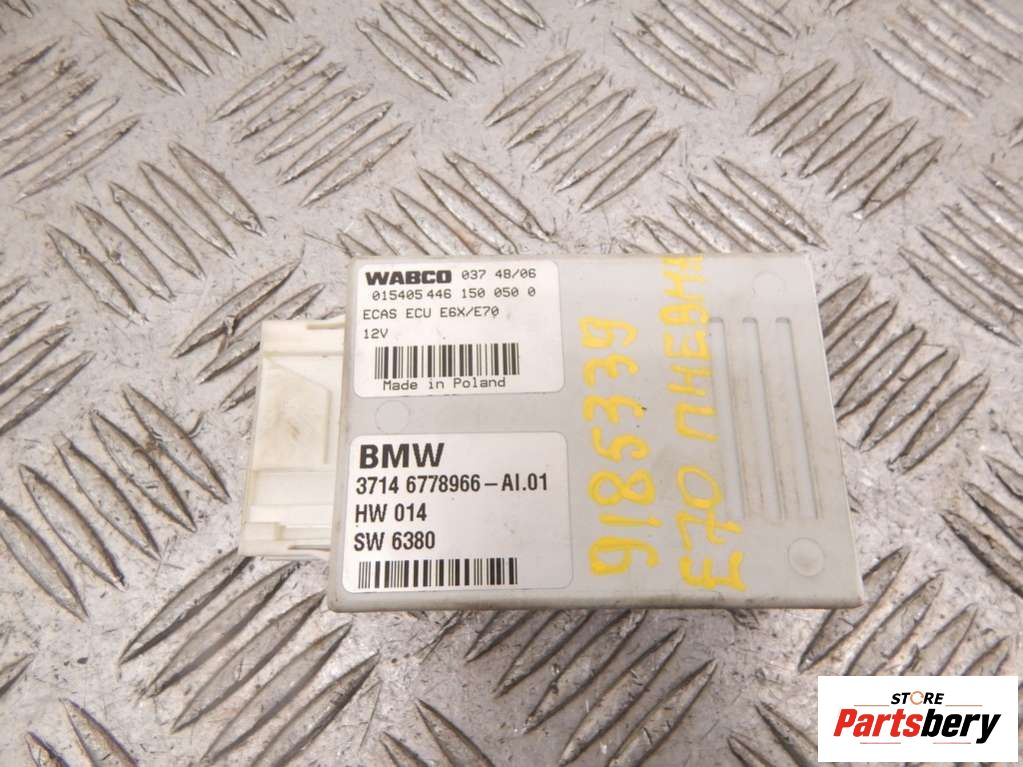 WABCO 037 48/06
015405 446 150 050 0
ECAS ECU E6X/E70
12V
Made in Poland
BMW
3714 6778966-AI.01
HW 014
SW 6380
9185339
E70 ПНЕВМА
STORE
Partsbery